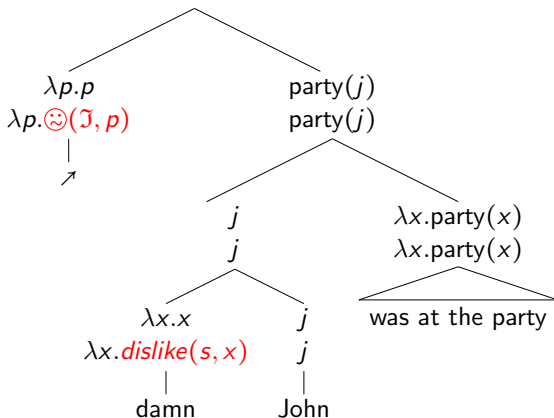 λp.p party(j)
λp.☹(ℑ, p) party(j)
↗
j λx.party(x)
j λx.party(x)
λx.x j was at the party
λx.dislike(s, x) j
damn John